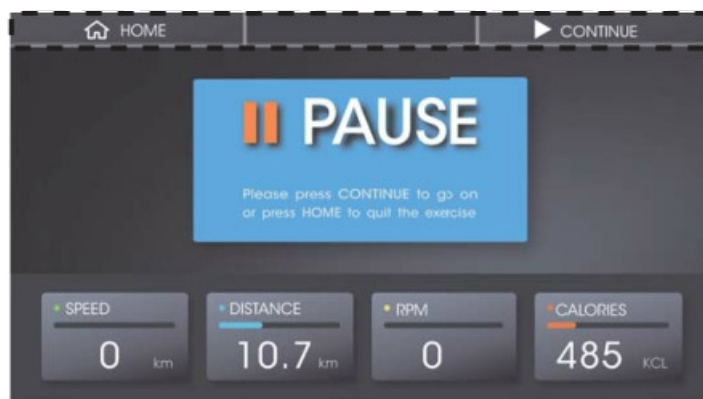 HOME
CONTINUE
PAUSE
Please press CONTINUE to go on
or press HOME to quit the exercise
SPEED
0 km
DISTANCE
10.7 km
RPM
0
CALORIES
485 KCL